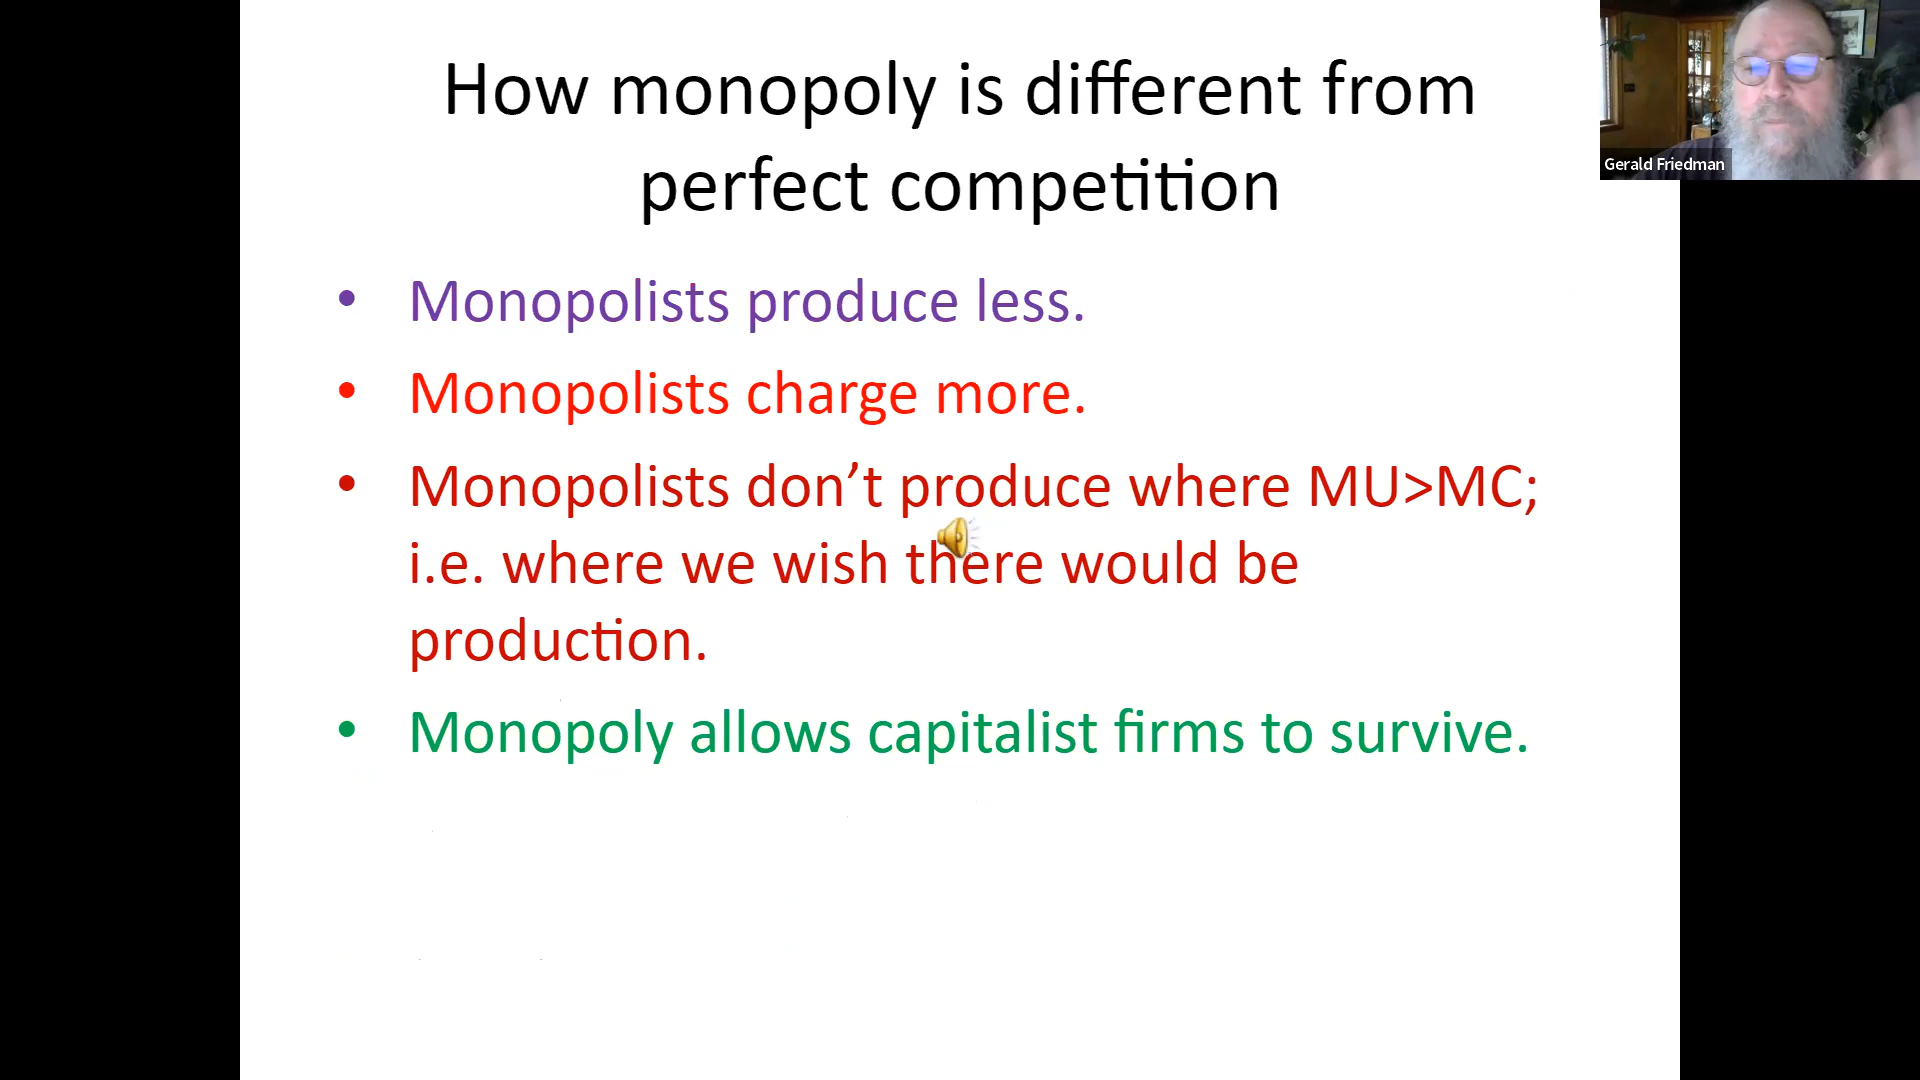 How monopoly is different from
perfect competition
Gerald Friedman
• Monopolists produce less.
• Monopolists charge more.
• Monopolists don’t produce where MU>MC;
i.e. where we wish there would be
production.
• Monopoly allows capitalist firms to survive.